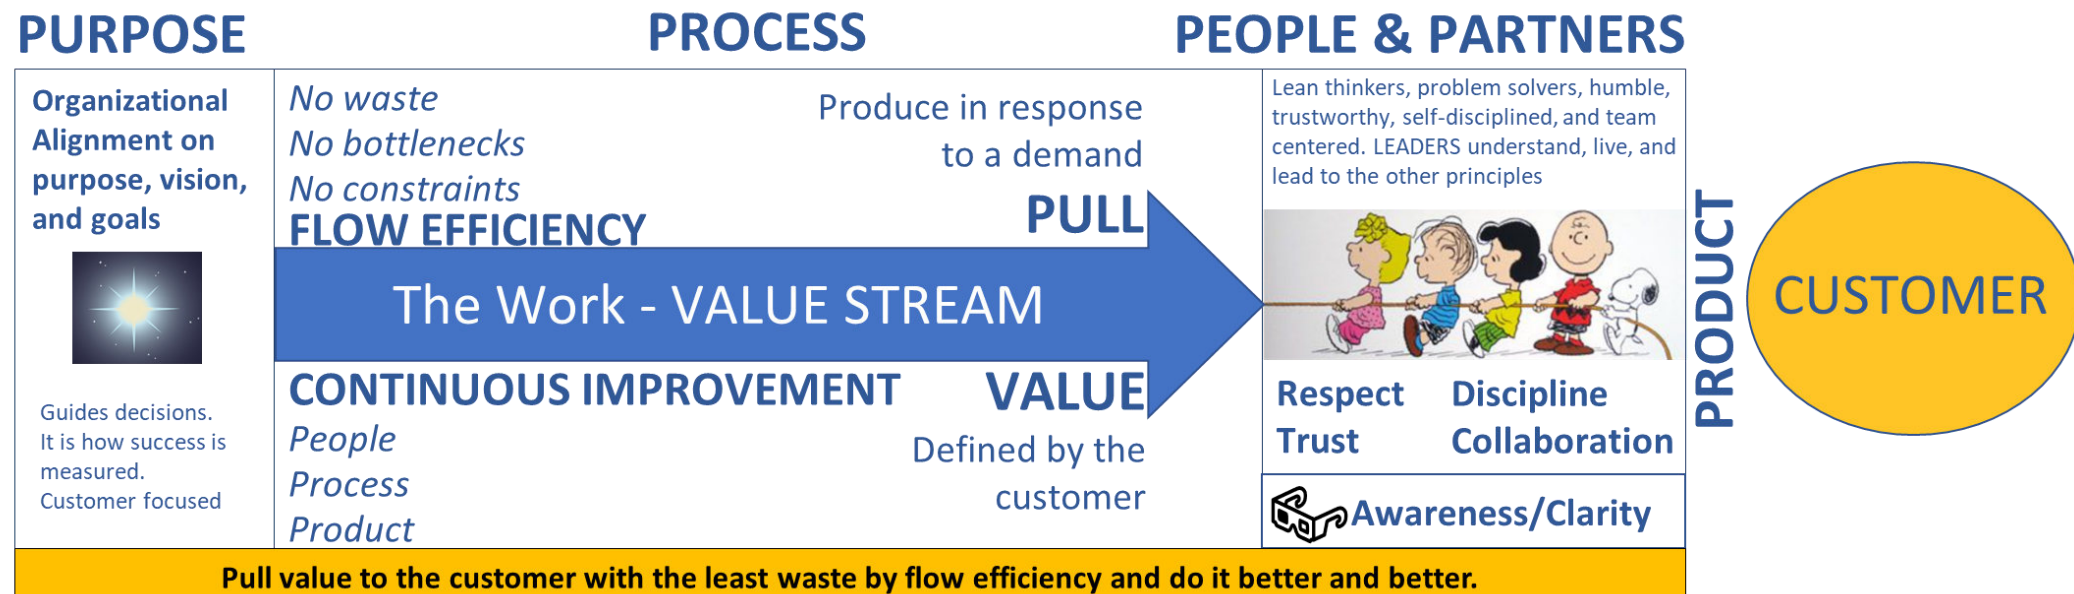 PURPOSE
PROCESS
PEOPLE & PARTNERS
Organizational
Alignment on
purpose, vision,
and goals
Guides decisions.
It is how success is
measured.
Customer focused
No waste
No bottlenecks
No constraints
FLOW EFFICIENCY
Produce in response
to a demand
PULL
The Work - VALUE STREAM
CONTINUOUS IMPROVEMENT
People
Process
Product
VALUE
Defined by the
customer
Lean thinkers, problem solvers, humble,
trustworthy, self-disciplined, and team
centered. LEADERS understand, live, and
lead to the other principles
Respect
Discipline
Trust
Collaboration
Awareness/Clarity
PRODUCT
CUSTOMER
Pull value to the customer with the least waste by flow efficiency and do it better and better.